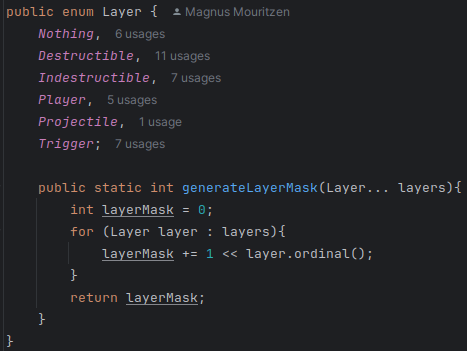 public enum Layer {  Magnus Mouritzen
    Nothing,  6 usages
    Destructible,  11 usages
    Indestructible,  7 usages
    Player,  5 usages
    Projectile,  1 usage
    Trigger;  7 usages

    public static int generateLayerMask(Layer... layers){
        int layerMask = 0;
        for (Layer layer : layers){
            layerMask += 1 << layer.ordinal();
        }
        return layerMask;
    }
}